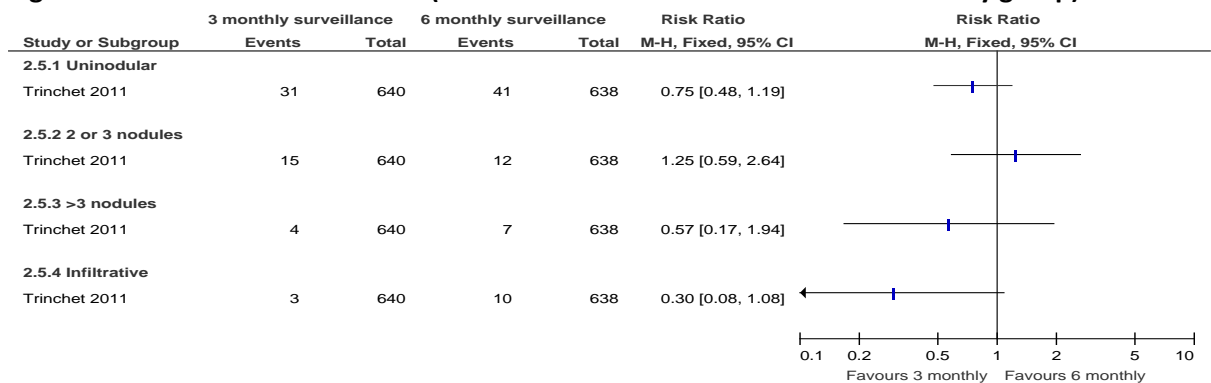 3 monthly surveillance 6 monthly surveillance Risk Ratio Risk Ratio
Study or Subgroup Events Total Events Total M-H, Fixed, 95% CI M-H, Fixed, 95% CI
2.5.1 Uninodular
Trinchet 2011 31 640 41 638 0.75 [0.48, 1.19]
2.5.2 2 or 3 nodules
Trinchet 2011 15 640 12 638 1.25 [0.59, 2.64]
2.5.3 >3 nodules
Trinchet 2011 4 640 7 638 0.57 [0.17, 1.94]
2.5.4 Infiltrative
Trinchet 2011 3 640 10 638 0.30 [0.08, 1.08]
0.1 0.2 0.5 1 2 5 10
Favours 3 monthly Favours 6 monthly